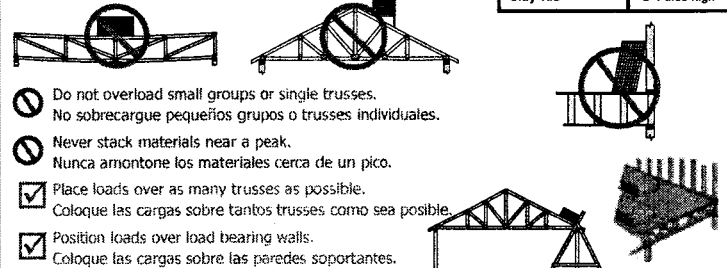 Do not overload small groups or single trusses.
No sobrecargue pequeños grupos o trusses individuales.
Never stack materials near a peak.
Nunca amontone los materiales cerca de un pico.
Place loads over as many trusses as possible.
Coloque las cargas sobre tantos trusses como sea posible.
Position loads over load bearing walls.
Coloque las cargas sobre las paredes soportantes.